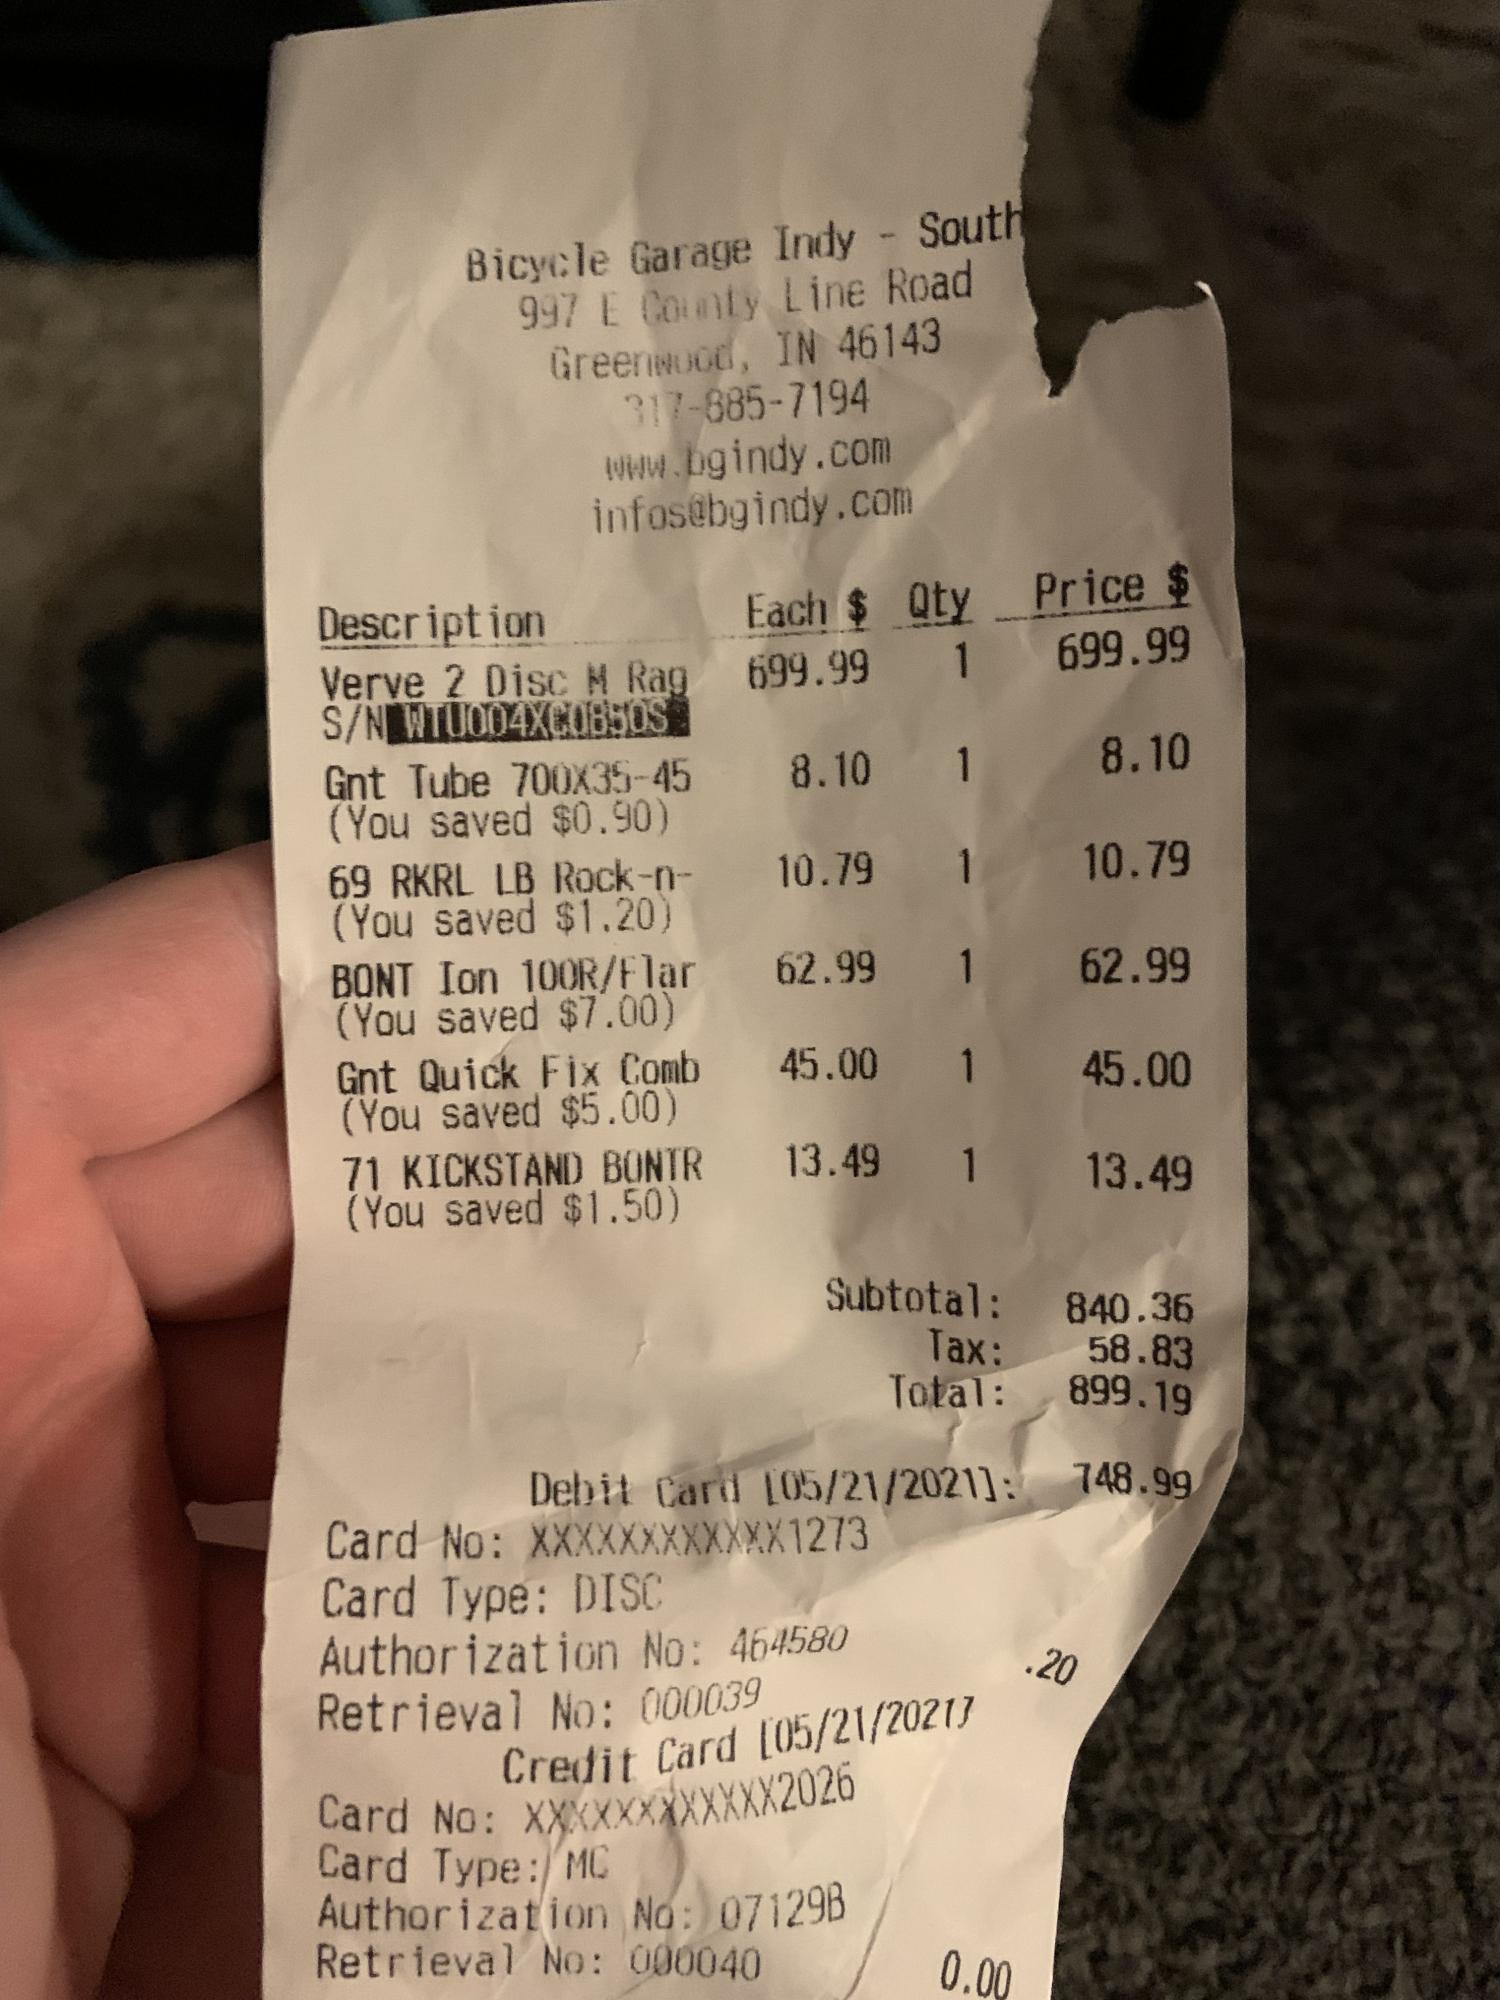 Bicycle Garage Indy - South
997 E County Line Road
Greenwood, IN 46143
317-885-7194
www.bgindy.com
infos@bgindy.com
Description Each $ Qty Price $
Verve 2 Disc M Rag 699.99 1 699.99
S/N WTU004XC0850S
Gnt Tube 700X35-45 8.10 1 8.10
(You saved $0.90)
69 RKRL LB Rock-n- 10.79 1 10.79
(You saved $1.20)
BONT Ion 100R/Flar 62.99 1 62.99
(You saved $7.00)
Gnt Quick Fix Comb 45.00 1 45.00
(You saved $5.00)
71 KICKSTAND BONTR 13.49 1 13.49
(You saved $1.50)
Subtotal: 840.36
Tax: 58.83
Total: 899.19
Debit Card [05/21/2021]: 748.99
Card No: XXXXXXXXXXXX1273
Card Type: DISC
Authorization No: 464580
Retrieval No: 000039
Credit Card [05/21/2021] .20
Card No: XXXXXXXXXXXX2026
Card Type: MC
Authorization No: 07129B
Retrieval No: 000040
0.00